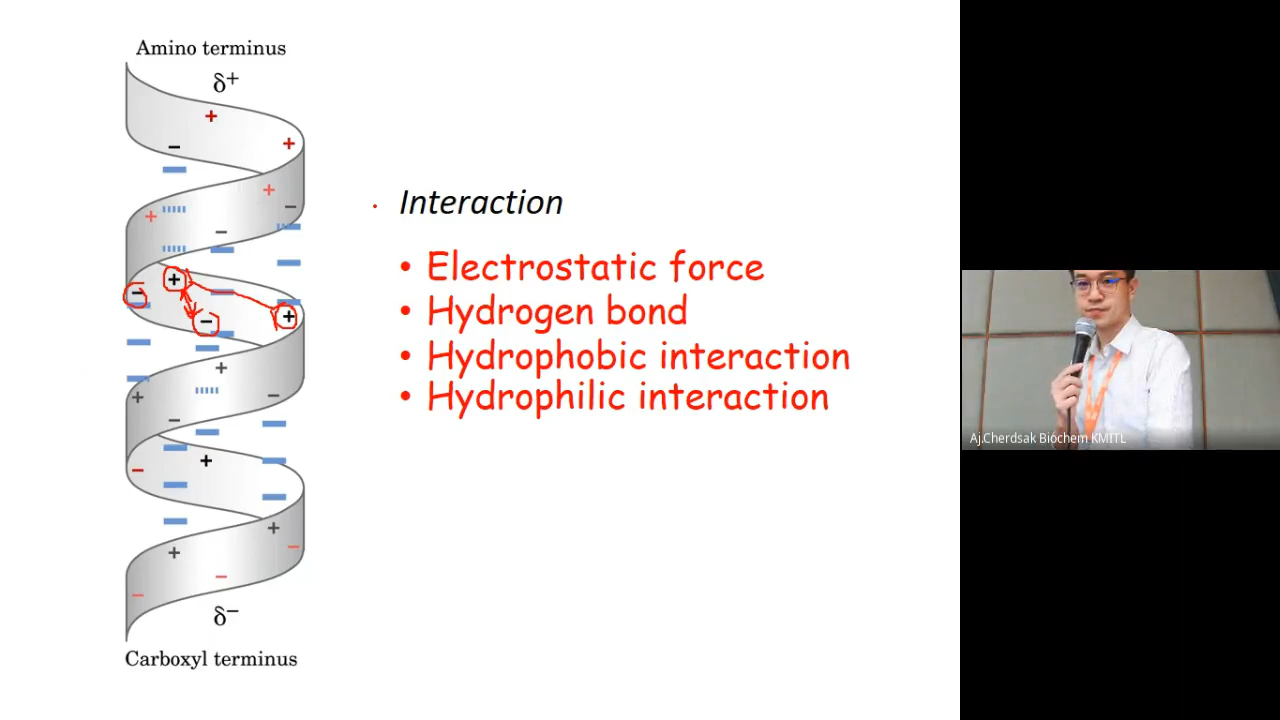 Amino terminus
δ+
• Interaction
• Electrostatic force
• Hydrogen bond
• Hydrophobic interaction
• Hydrophilic interaction
δ−
Carboxyl terminus
Aj.Cherdsak Biochem KMITL